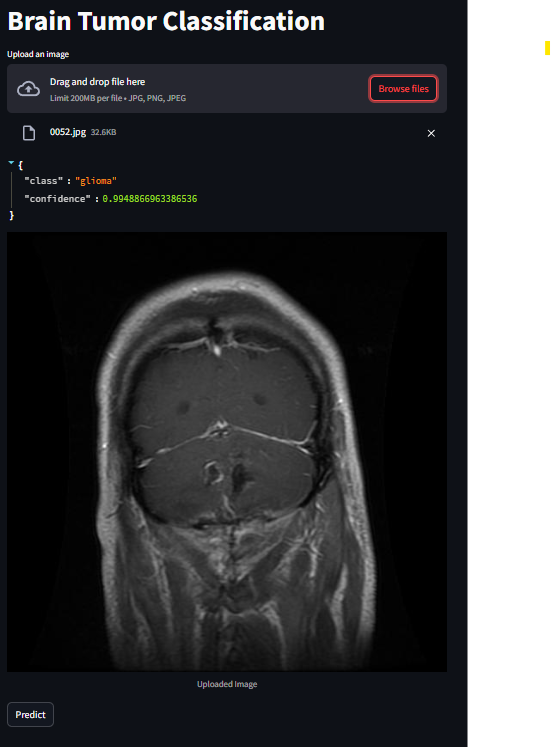 Brain Tumor Classification
Upload an image
Drag and drop file here
Limit 200MB per file • JPG, PNG, JPEG
Browse files
0052.jpg 32.6KB
{
"class" : "glioma"
"confidence" : 0.9948866963386536
}
Uploaded Image
Predict